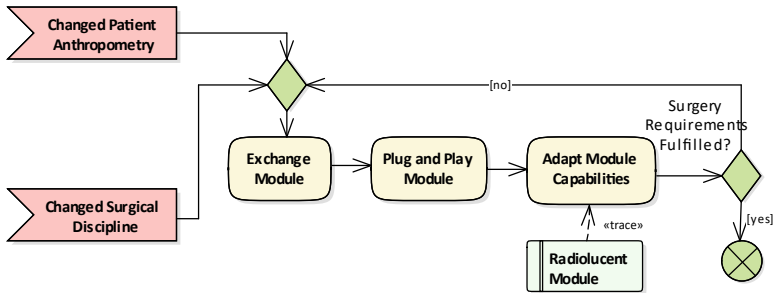 Changed Patient
Anthropometry
[no]
Surgery
Requirements
Fulfilled?
Exchange
Module
Plug and Play
Module
Adapt Module
Capabilities
Changed Surgical
Discipline
«trace»
[yes]
Radiolucent
Module